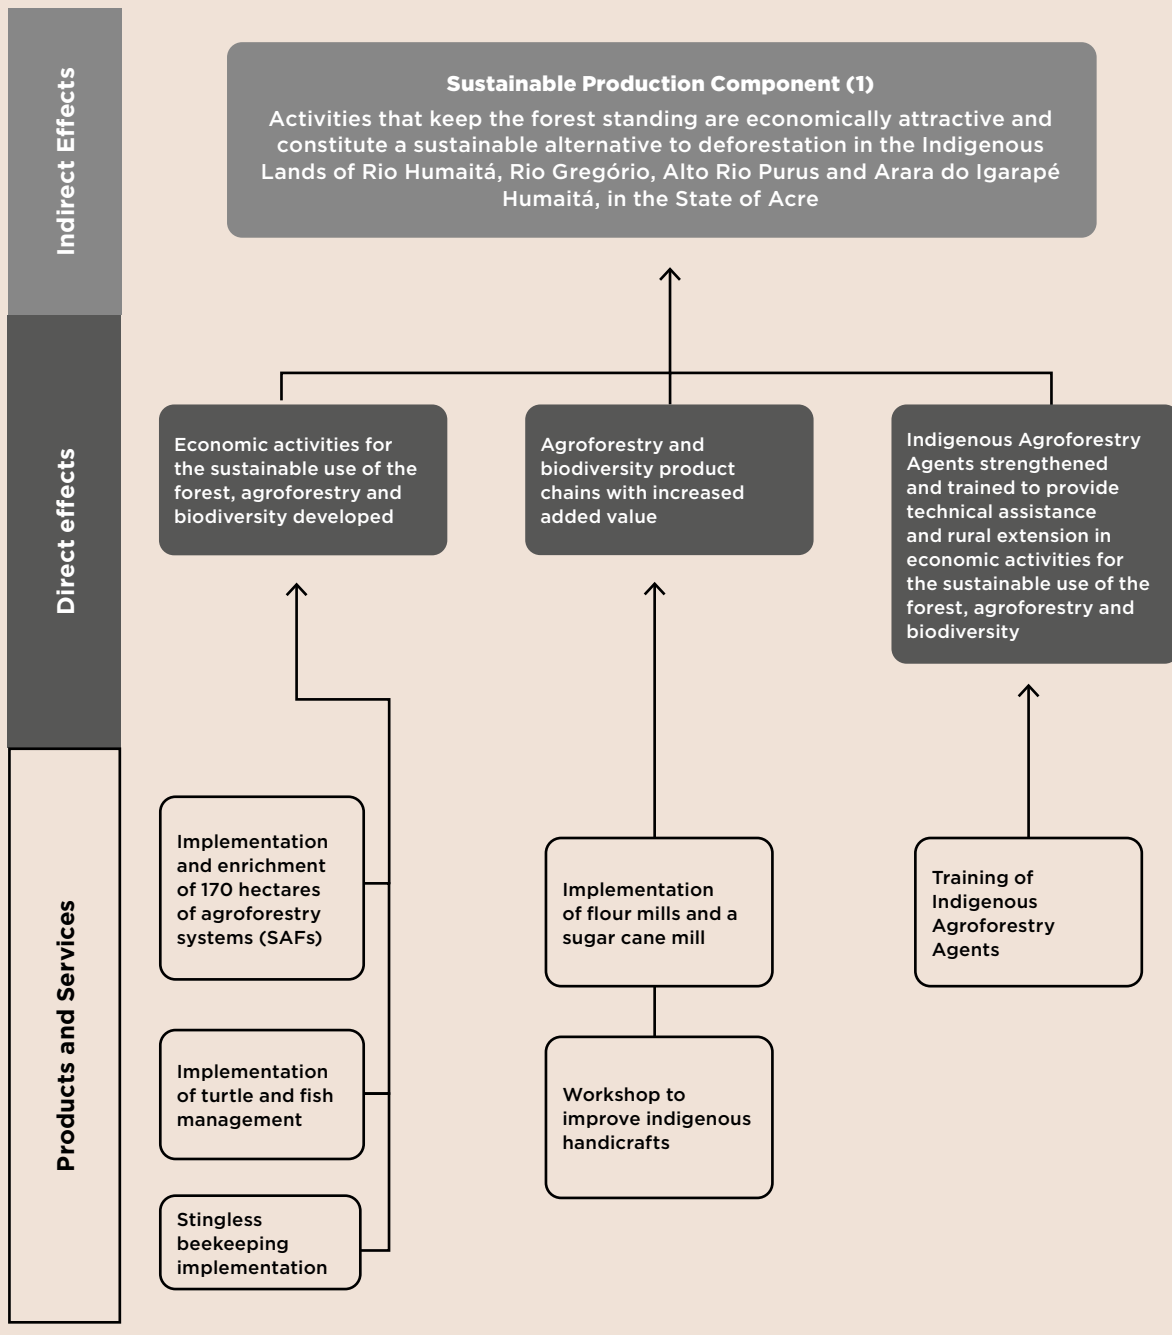 Indirect Effects
Sustainable Production Component (1)
Activities that keep the forest standing are economically attractive and
constitute a sustainable alternative to deforestation in the Indigenous
Lands of Rio Humaitá, Rio Gregório, Alto Rio Purus and Arara do Igarapé
Humaitá, in the State of Acre
Direct effects
Economic activities for
the sustainable use of the
forest, agroforestry and
biodiversity developed
Agroforestry and
biodiversity product
chains with increased
added value
Indigenous Agroforestry
Agents strengthened
and trained to provide
technical assistance
and rural extension in
economic activities for
the sustainable use of the
forest, agroforestry and
biodiversity
Products and Services
Implementation
and enrichment
of 170 hectares
of agroforestry
systems (SAFs)
Implementation
of turtle and fish
management
Stingless
beekeeping
implementation
Implementation
of flour mills and a
sugar cane mill
Workshop to
improve indigenous
handicrafts
Training of
Indigenous
Agroforestry
Agents